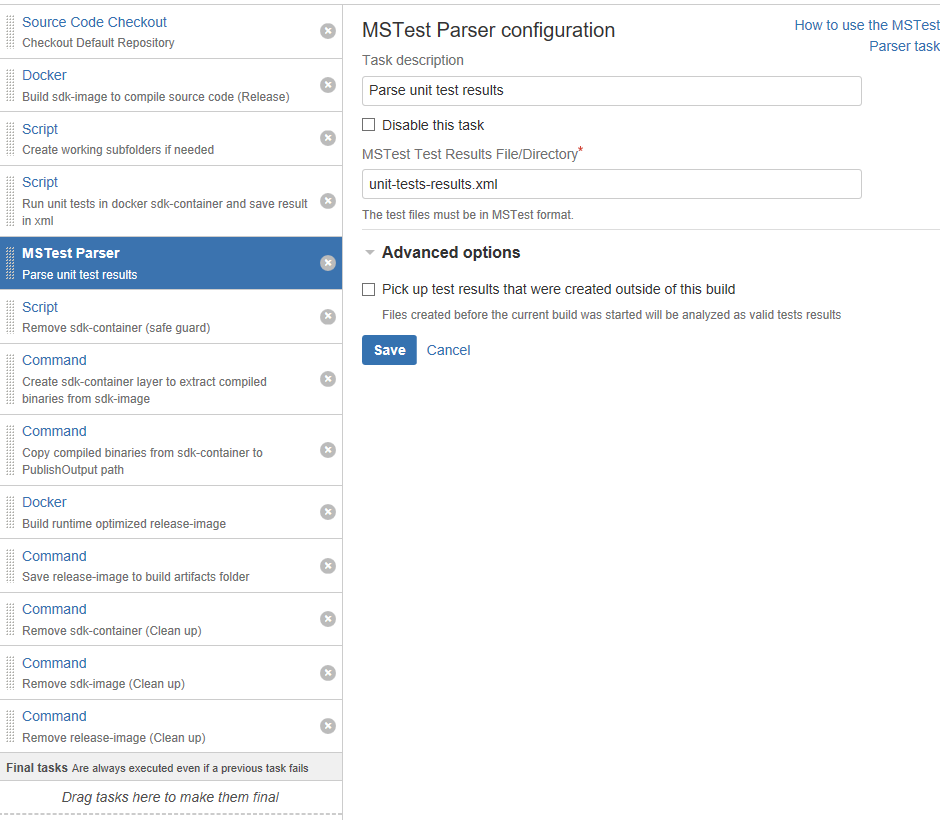 Source Code Checkout
Checkout Default Repository
Docker
Build sdk-image to compile source code (Release)
Script
Create working subfolders if needed
Script
Run unit tests in docker sdk-container and save result
in xml
MSTest Parser
Parse unit test results
Script
Remove sdk-container (safe guard)
Command
Create sdk-container layer to extract compiled
binaries from sdk-image
Command
Copy compiled binaries from sdk-container to
PublishOutput path
Docker
Build runtime optimized release-image
Command
Save release-image to build artifacts folder
Command
Remove sdk-container (Clean up)
Command
Remove sdk-image (Clean up)
Command
Remove release-image (Clean up)
Final tasks Are always executed even if a previous task fails
Drag tasks here to make them final
MSTest Parser configuration
How to use the MSTest
Parser task
Task description
Parse unit test results
Disable this task
MSTest Test Results File/Directory*
unit-tests-results.xml
The test files must be in MSTest format.
Advanced options
Pick up test results that were created outside of this build
Files created before the current build was started will be analyzed as valid tests results
Save Cancel